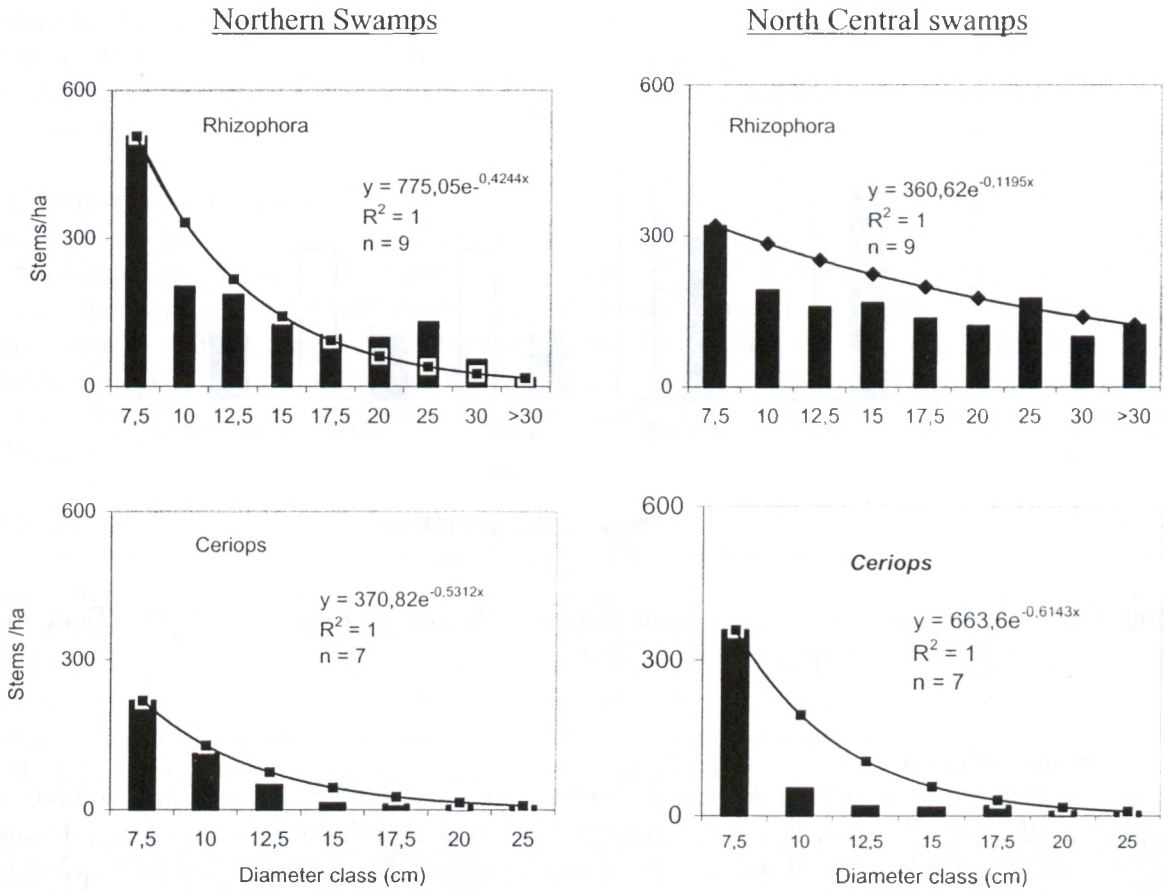 Northern Swamps
North Central swamps
600
300
0
Stems/ha
Rhizophora
y = 775,05e-0,4244x
R2 = 1
n = 9
7,5 10 12,5 15 17,5 20 25 30 >30
600
300
0
Rhizophora
y = 360,62e-0,1195x
R2 = 1
n = 9
7,5 10 12,5 15 17,5 20 25 30 >30
600
300
0
Stems /ha
Ceriops
y = 370,82e-0,5312x
R2 = 1
n = 7
7,5 10 12,5 15 17,5 20 25
Diameter class (cm)
600
300
0
Ceriops
y = 663,6e-0,6143x
R2 = 1
n = 7
7,5 10 12,5 15 17,5 20 25
Diameter class (cm)